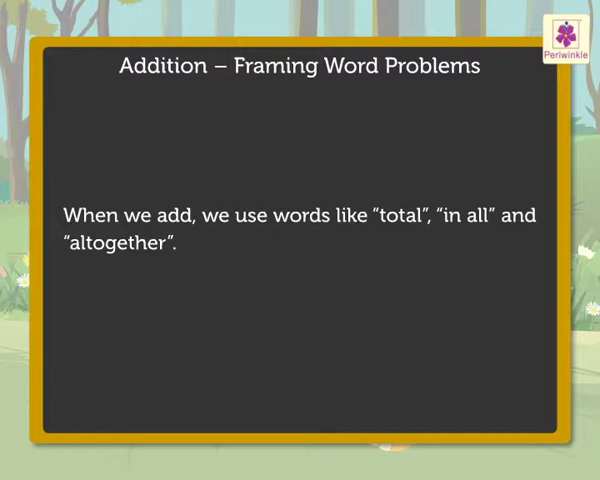 Periwinkle
Addition – Framing Word Problems
When we add, we use words like “total”, “in all” and
“altogether”.